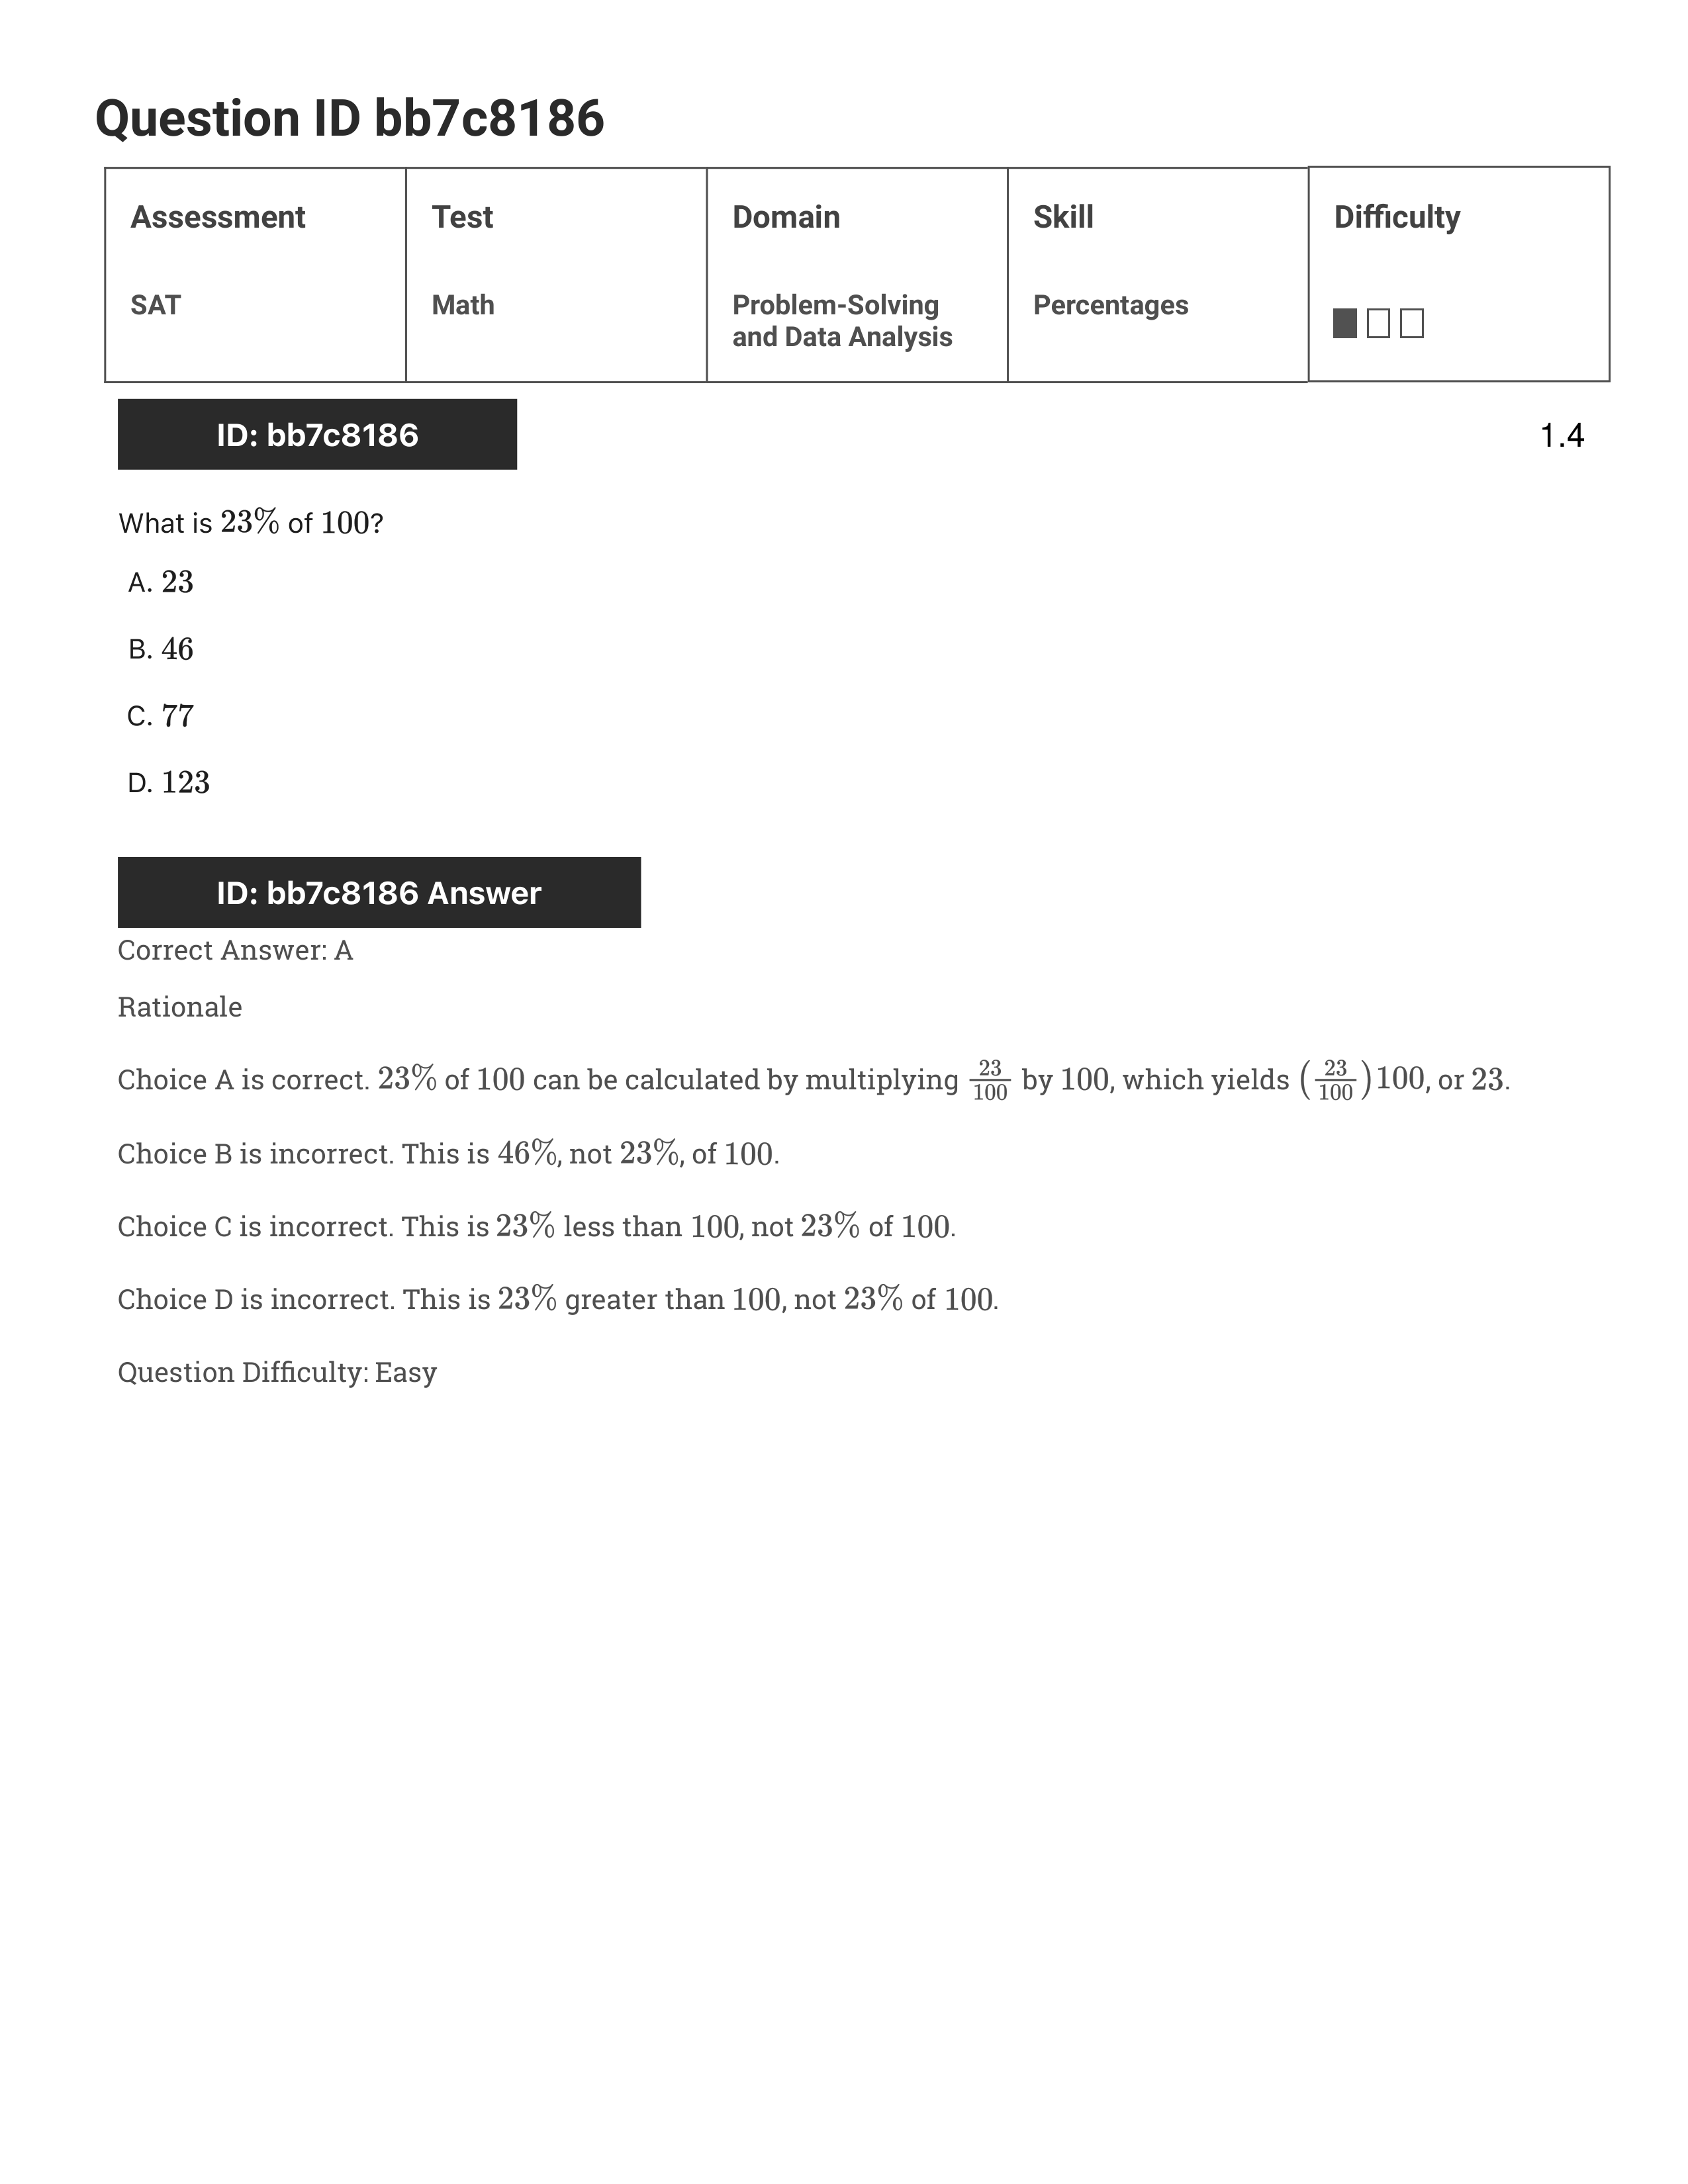 Question ID bb7c8186
Assessment
Test
Domain
Skill
Difficulty
SAT
Math
Problem-Solving
and Data Analysis
Percentages
ID: bb7c8186
1.4
What is 23% of 100?
A. 23
B. 46
C. 77
D. 123
ID: bb7c8186 Answer
Correct Answer: A
Rationale
Choice A is correct. 23% of 100 can be calculated by multiplying 23/100 by 100, which yields (23/100)100, or 23.
Choice B is incorrect. This is 46%, not 23%, of 100.
Choice C is incorrect. This is 23% less than 100, not 23% of 100.
Choice D is incorrect. This is 23% greater than 100, not 23% of 100.
Question Difficulty: Easy